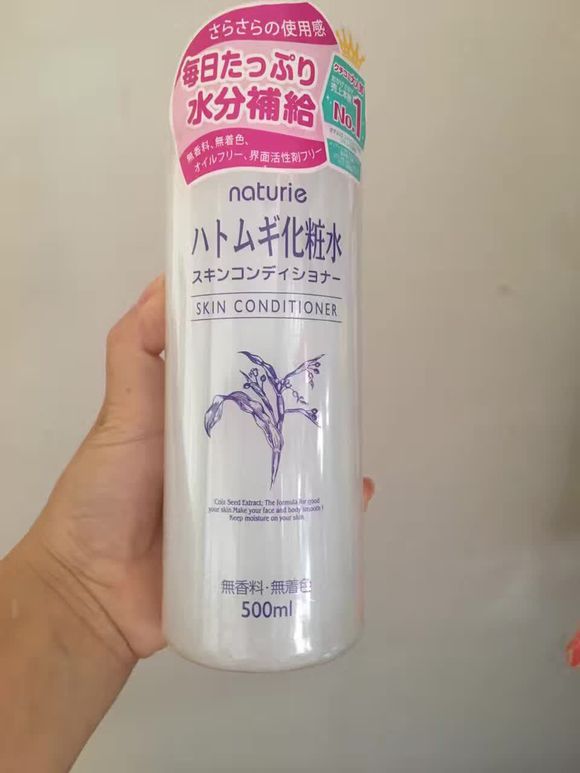 さらさらの使用感
毎日たっぷり
水分補給
無香料、無着色、
オイルフリー、界面活性剤フリー
No.1
naturie
ハトムギ化粧水
スキンコンディショナー
SKIN CONDITIONER
Coix Seed Extract; The formula for good
your skin.Make your face and body smooth !
Keep moisture on your skin.
無香料・無着色
500ml